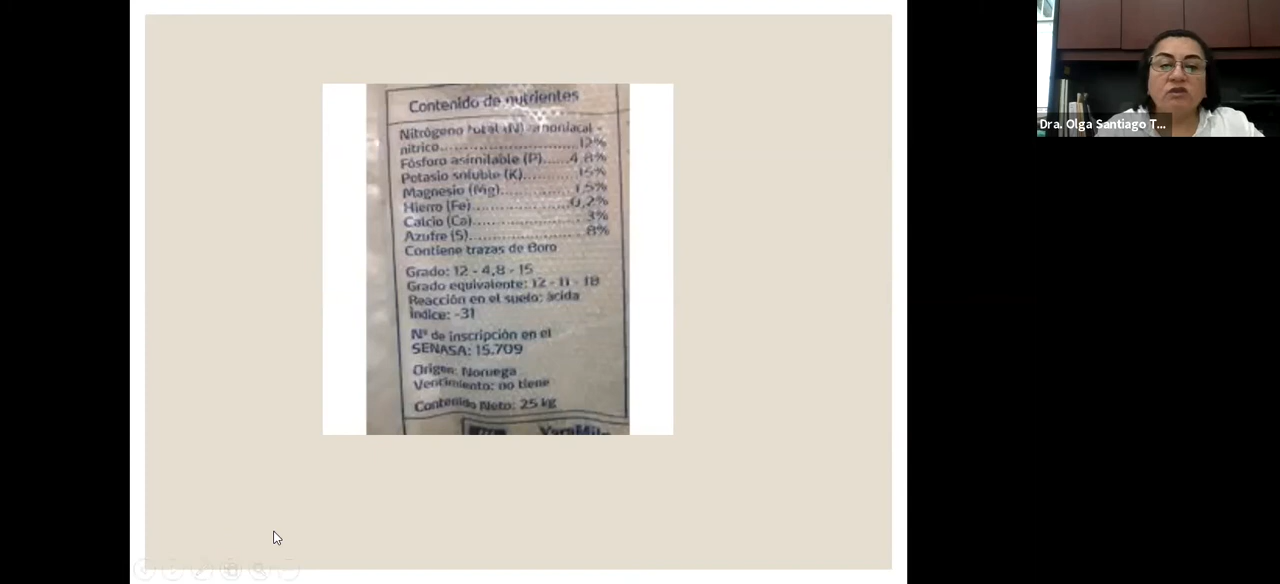 Contenido de nutrientes
Nitrógeno total (N) amoniacal -
nítrico..............................12%
Fósforo asimilable (P)......4,8%
Potasio soluble (K)..........15%
Magnesio (Mg)...............1,5%
Hierro (Fe)....................0,2%
Calcio (Ca)......................3%
Azufre (S).......................8%
Contiene trazas de Boro
Grado: 12 - 4,8 - 15
Grado equivalente: 12 - 11 - 18
Reacción en el suelo: ácida
Índice: -31
Nº de inscripción en el
SENASA: 15.709
Origen: Noruega
Vencimiento: no tiene
Contenido Neto: 25 kg
YaraMila
Dra. Olga Santiago T...